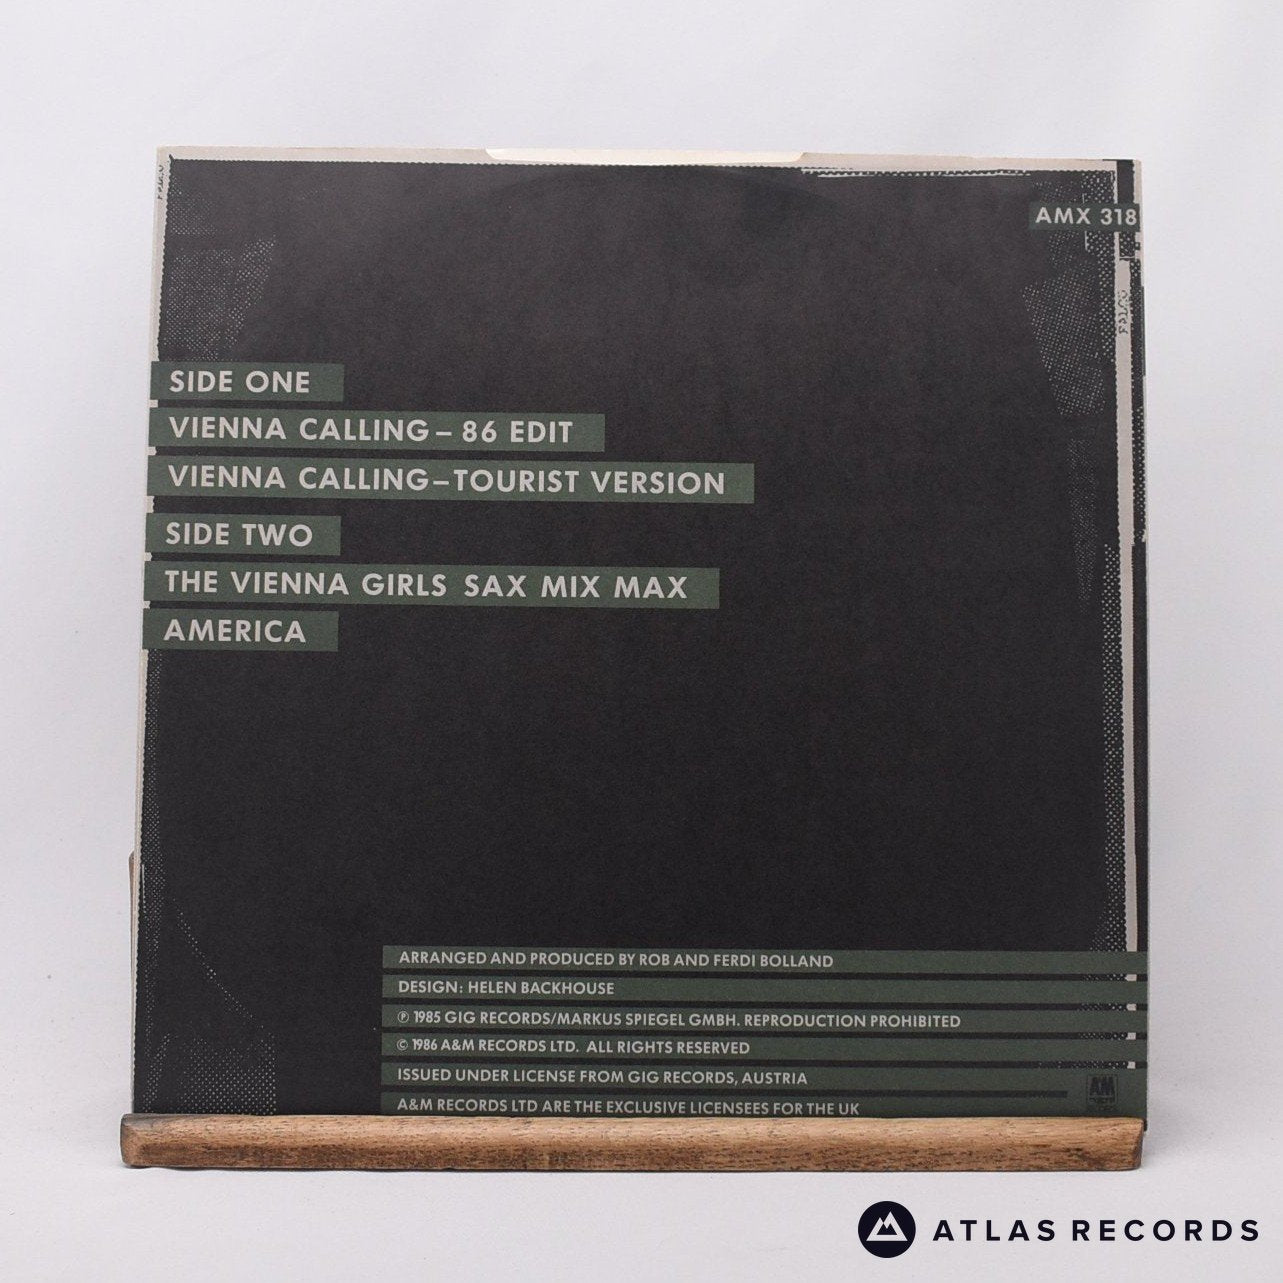 AMX 318
FALCO
FALCO
SIDE ONE
VIENNA CALLING – 86 EDIT
VIENNA CALLING – TOURIST VERSION
SIDE TWO
THE VIENNA GIRLS SAX MIX MAX
AMERICA
ARRANGED AND PRODUCED BY ROB AND FERDI BOLLAND
DESIGN: HELEN BACKHOUSE
℗ 1985 GIG RECORDS/MARKUS SPIEGEL GMBH. REPRODUCTION PROHIBITED
© 1986 A&M RECORDS LTD. ALL RIGHTS RESERVED
ISSUED UNDER LICENSE FROM GIG RECORDS, AUSTRIA
A&M RECORDS LTD ARE THE EXCLUSIVE LICENSEES FOR THE UK
A&M
ATLAS RECORDS